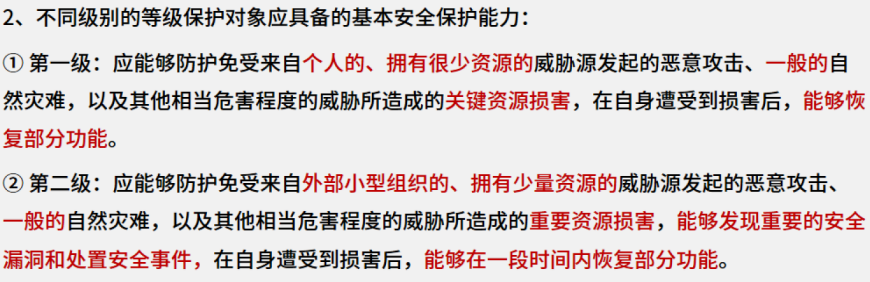 2、不同级别的等级保护对象应具备的基本安全保护能力：
① 第一级：应能够防护免受来自个人的、拥有很少资源的威胁源发起的恶意攻击、一般的自
然灾难，以及其他相当危害程度的威胁所造成的关键资源损害，在自身遭受到损害后，能够恢
复部分功能。
② 第二级：应能够防护免受来自外部小型组织的、拥有少量资源的威胁源发起的恶意攻击、
一般的自然灾难，以及其他相当危害程度的威胁所造成的重要资源损害，能够发现重要的安全
漏洞和处置安全事件，在自身遭受到损害后，能够在一段时间内恢复部分功能。